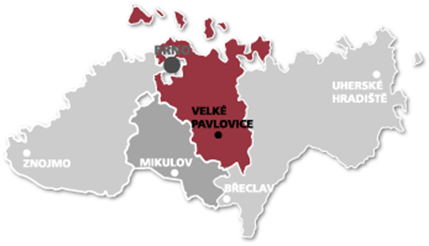 BRNO
UHERSKÉ
HRADIŠTĚ
VELKÉ
PAVLOVICE
ZNOJMO
MIKULOV
BŘECLAV